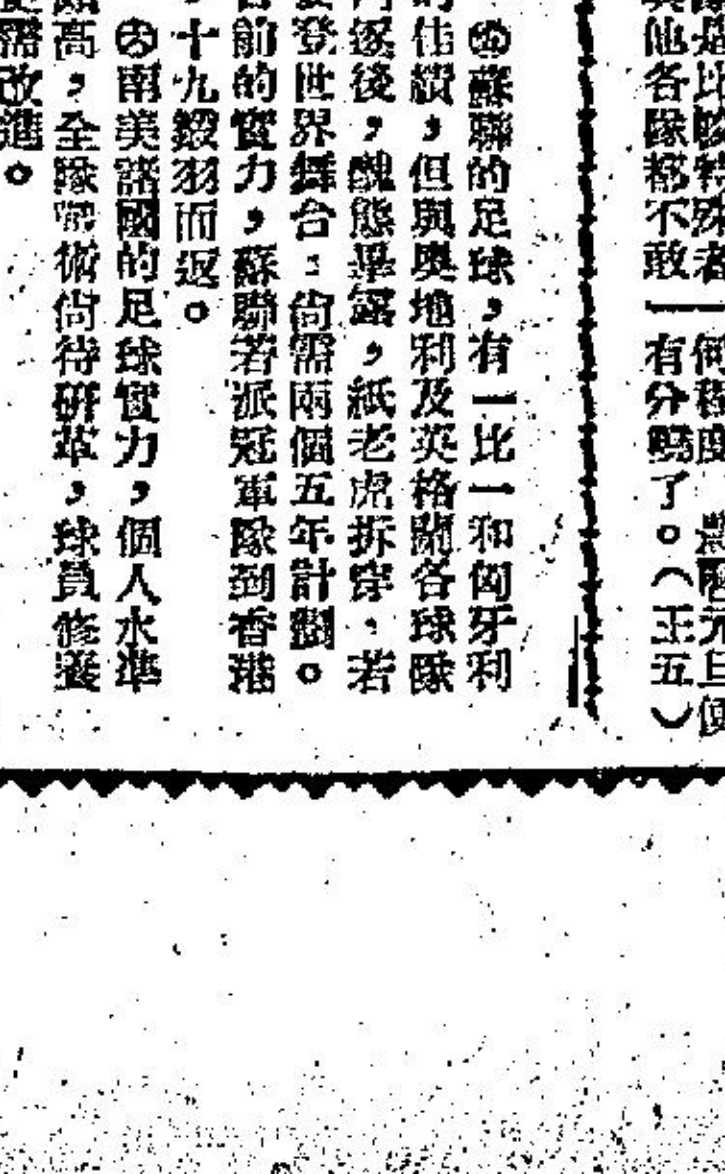 何程度
其他各隊都不敢——有分嗎了。（王五）
蘇聯的足球，有一比一和匈牙利
的佳績，但與奧地利及英格蘭各球隊
角逐後，醜態畢露，紙老虎拆穿，若
要登世界舞台：尚需兩個五年計劃。
目前的實力，蘇聯若派冠軍隊到香港
，十九鎩羽而返。
㊅南美諸國的足球實力，個人水準
頗高，全隊戰術尚待研革，球員修養
更需改進。